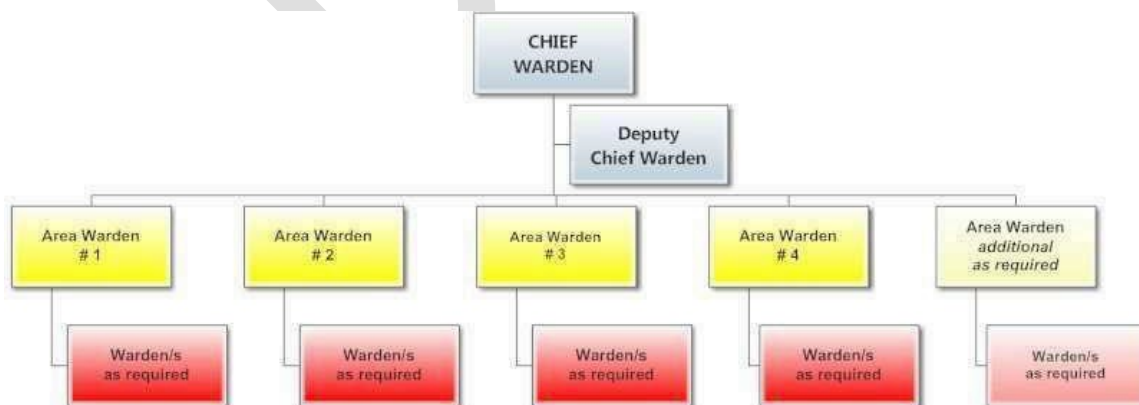 CHIEF
WARDEN
Deputy
Chief Warden
Area Warden
# 1
Area Warden
# 2
Area Warden
# 3
Area Warden
# 4
Area Warden
additional
as required
Warden/s
as required
Warden/s
as required
Warden/s
as required
Warden/s
as required
Warden/s
as required